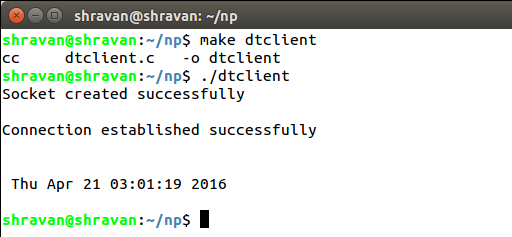 shravan@shravan: ~/np
shravan@shravan:~/np$ make dtclient
cc     dtclient.c   -o dtclient
shravan@shravan:~/np$ ./dtclient
Socket created successfully
Connection established successfully
Thu Apr 21 03:01:19 2016
shravan@shravan:~/np$